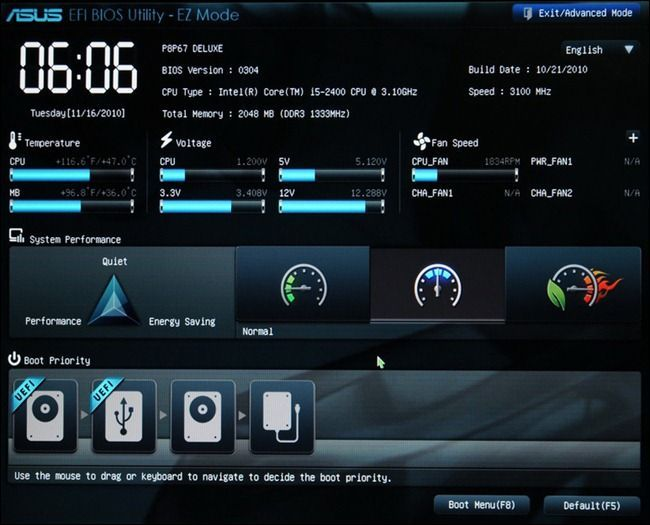 ASUS EFI BIOS Utility - EZ Mode
Exit/Advanced Mode
06:06
Tuesday[11/16/2010]
P8P67 DELUXE
English
BIOS Version : 0304
Build Date : 10/21/2010
CPU Type : Intel(R) Core(TM) i5-2400 CPU @ 3.10GHz
Speed : 3100 MHz
Total Memory : 2048 MB (DDR3 1333MHz)
Temperature
CPU +116.6°F/+47.0°C
MB +96.8°F/+36.0°C
Voltage
CPU 1.200V 5V 5.120V
3.3V 3.408V 12V 12.288V
Fan Speed
CPU_FAN 1834RPM PWR_FAN1 N/A
CHA_FAN1 N/A CHA_FAN2 N/A
System Performance
Quiet
Performance Energy Saving
Normal
Boot Priority
UEFI UEFI
Use the mouse to drag or keyboard to navigate to decide the boot priority.
Boot Menu(F8) Default(F5)